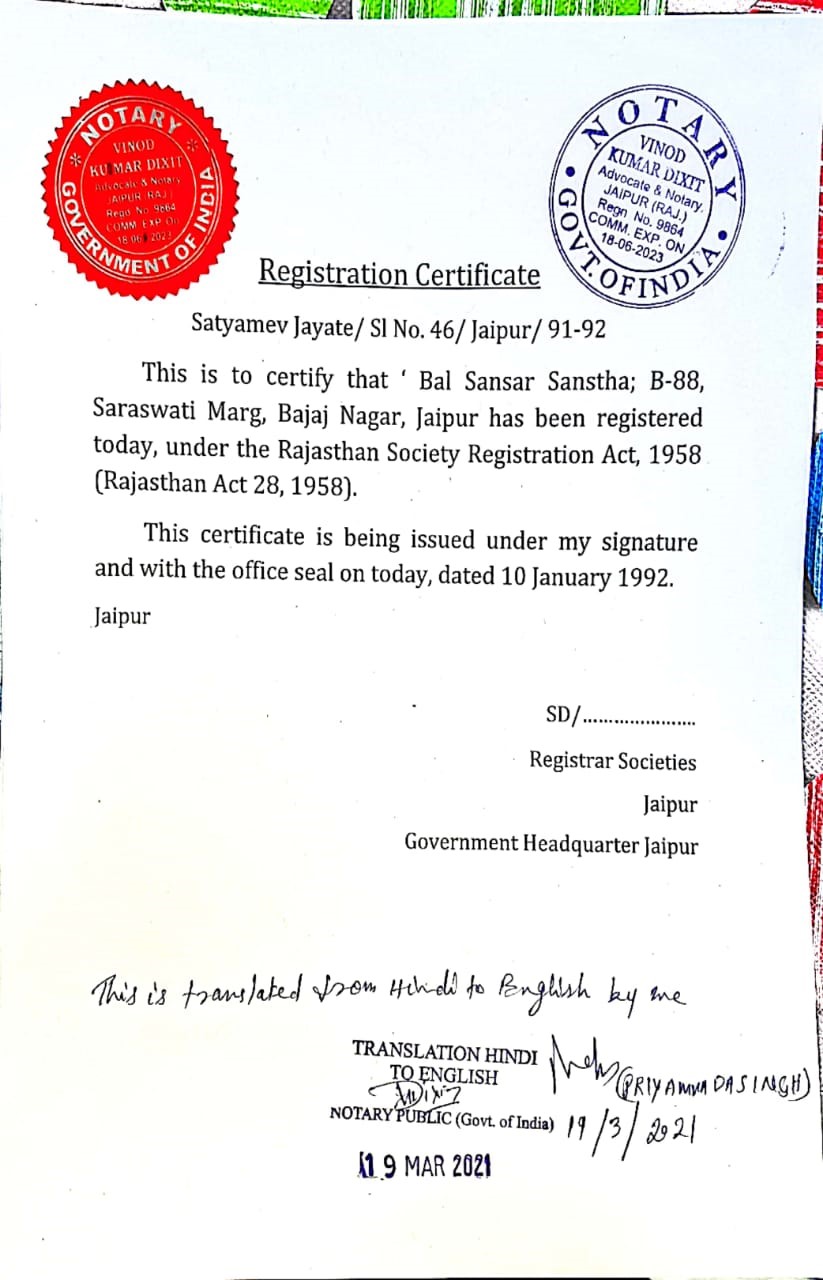 NOTARY
VINOD
KUMAR DIXIT
Advocate & Notary
JAIPUR (RAJ.)
Regn No. 9864
COMM. EXP. On
18-06-2023
GOVERNMENT OF INDIA
NOTARY
VINOD
KUMAR DIXIT
Advocate & Notary.
JAIPUR (RAJ.)
Regn No. 9864
COMM. EXP. ON
18-06-2023
GOVT. OF INDIA
Registration Certificate
Satyamev Jayate/ Sl No. 46/ Jaipur/ 91-92
This is to certify that ‘ Bal Sansar Sanstha; B-88,
Saraswati Marg, Bajaj Nagar, Jaipur has been registered
today, under the Rajasthan Society Registration Act, 1958
(Rajasthan Act 28, 1958).
This certificate is being issued under my signature
and with the office seal on today, dated 10 January 1992.
Jaipur
SD/......................
Registrar Societies
Jaipur
Government Headquarter Jaipur
This is translated from Hindi to English by me
TRANSLATION HINDI
TO ENGLISH
(PRIYAMVADA SINGH)
NOTARY PUBLIC (Govt. of India)
19/3/2021
19 MAR 2021